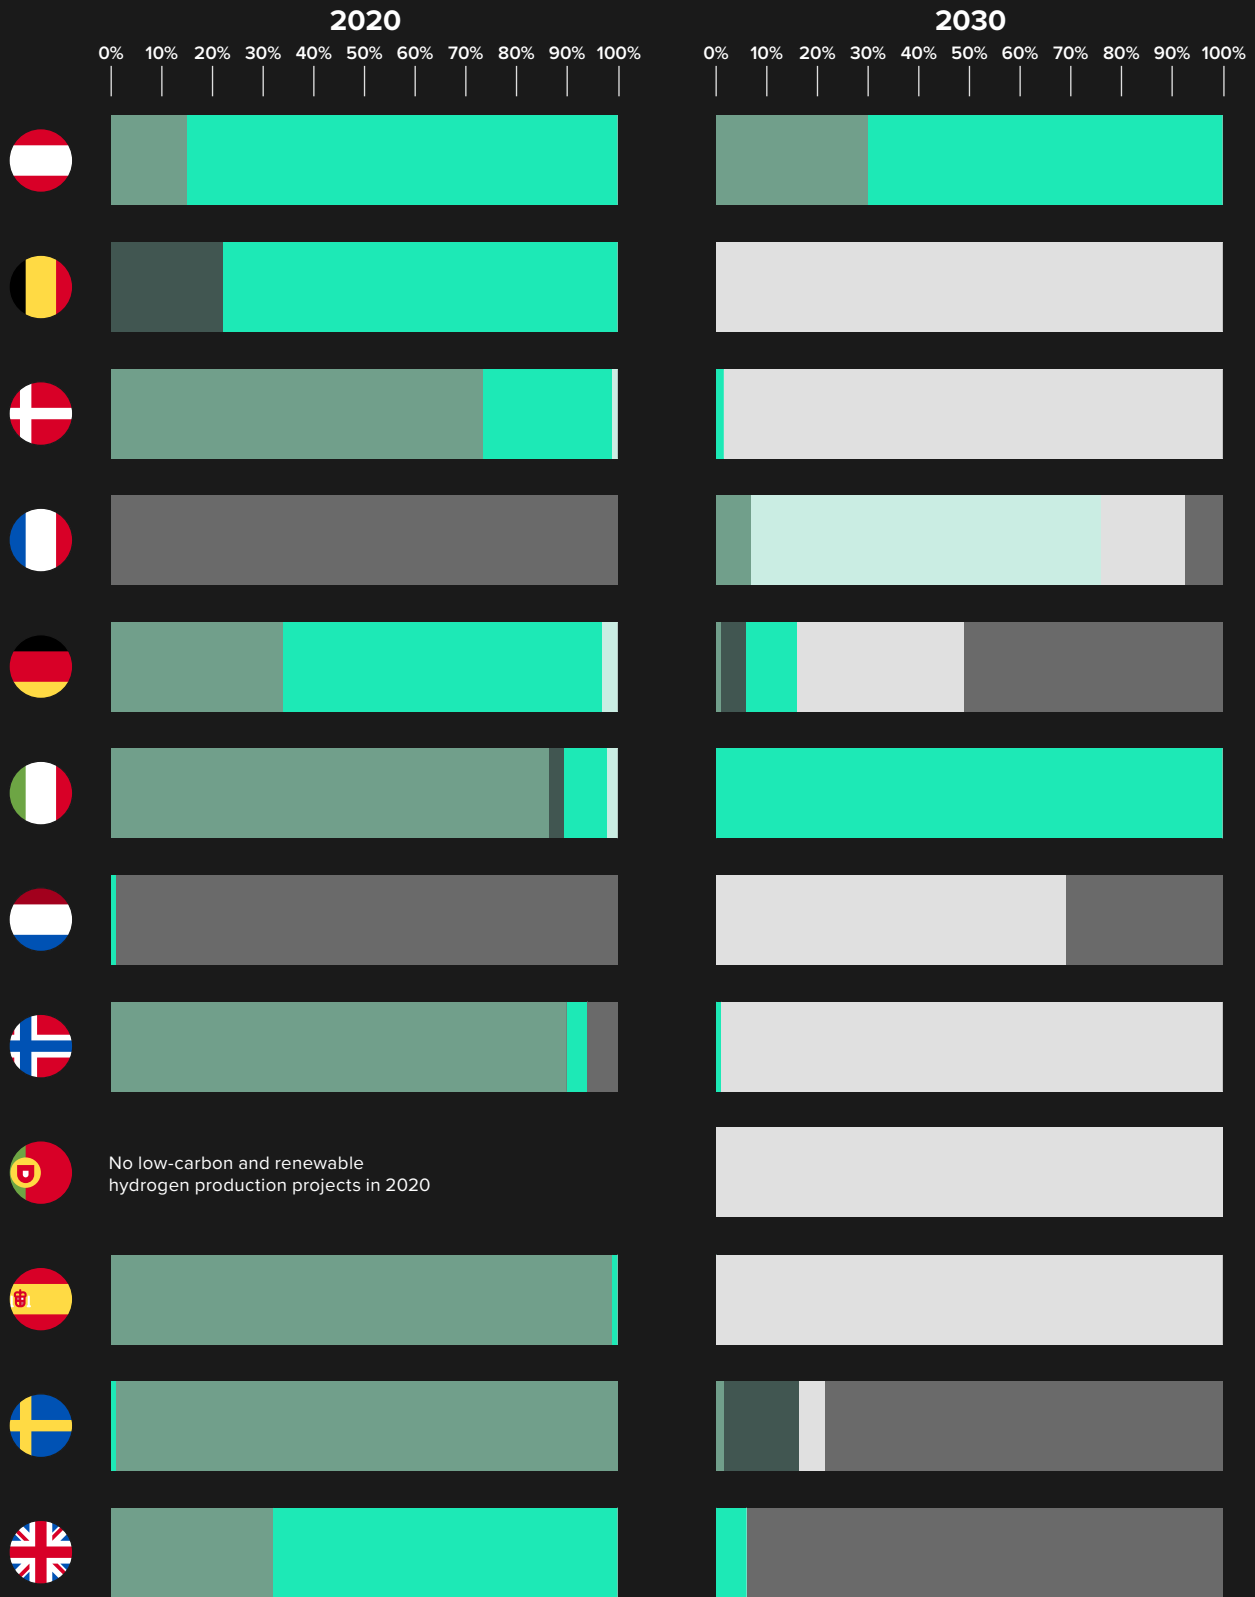 2020
2030
0% 10% 20% 30% 40% 50% 60% 70% 80% 90% 100%
0% 10% 20% 30% 40% 50% 60% 70% 80% 90% 100%
No low-carbon and renewable
hydrogen production projects in 2020